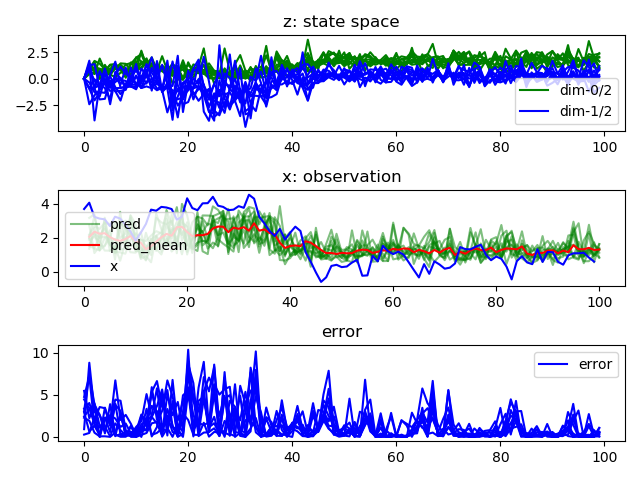 z: state space
2.5
0.0
−2.5
dim-0/2
dim-1/2
0 20 40 60 80 100
x: observation
4
2
0
pred
pred_mean
x
0 20 40 60 80 100
error
10
5
0
error
0 20 40 60 80 100